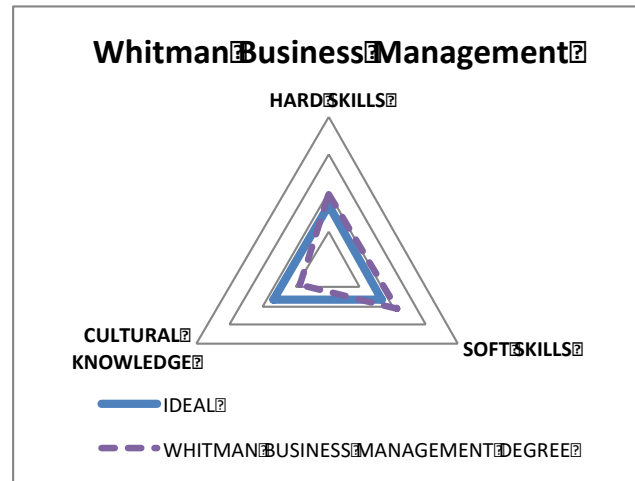 Whitman Business Management
HARD SKILLS
CULTURAL
KNOWLEDGE
SOFT SKILLS
IDEAL
WHITMAN BUSINESS MANAGEMENT DEGREE